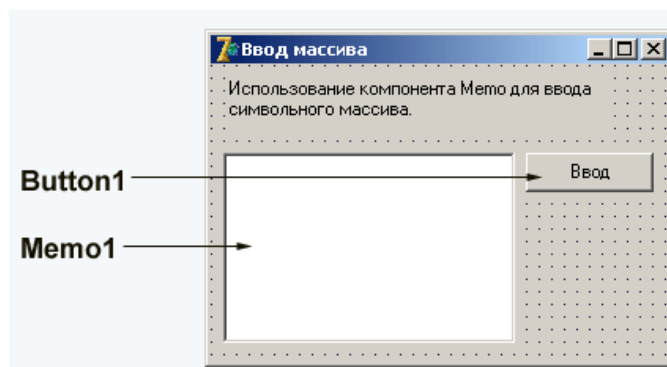 Ввод массива
Использование компонента Memo для ввода
символьного массива.
Button1
Ввод
Memo1